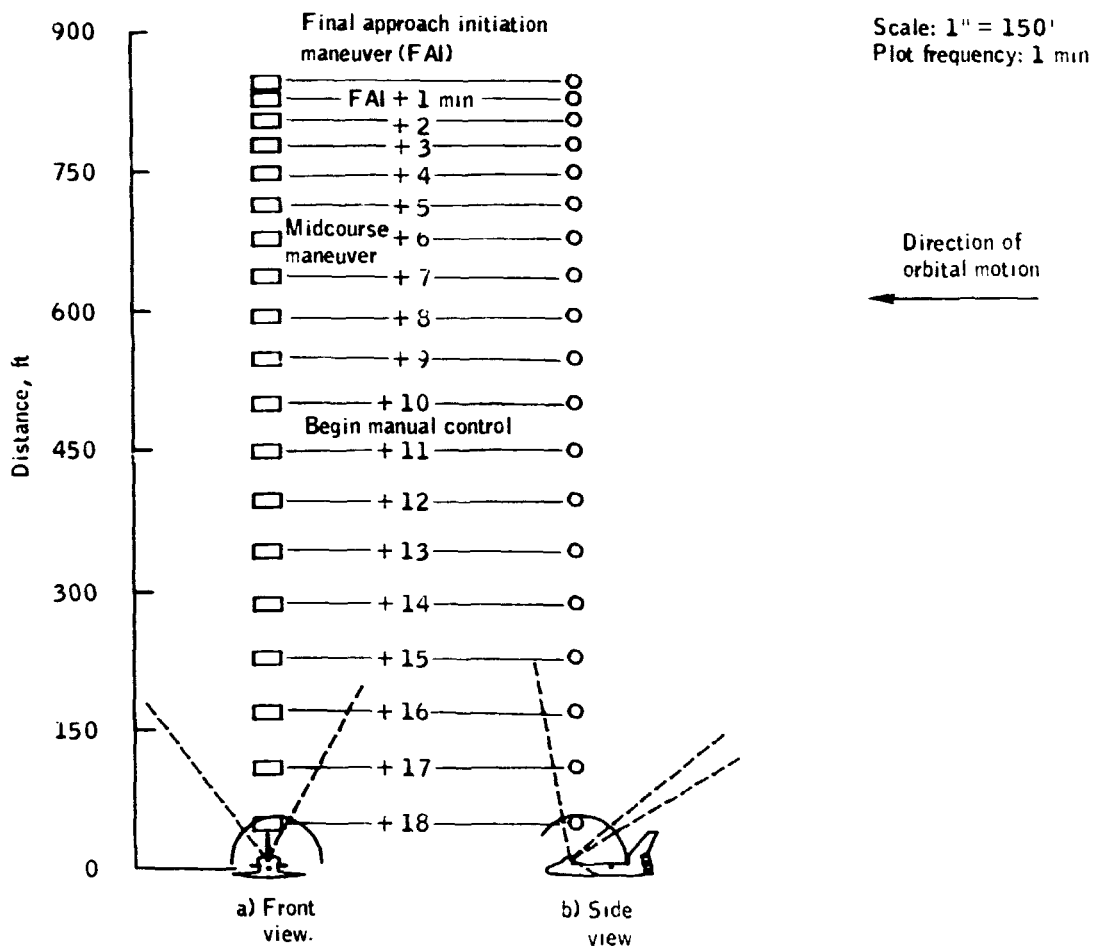 Final approach initiation
maneuver (FAI)
Scale: 1" = 150'
Plot frequency: 1 min
900
FAI + 1 min
+ 2
+ 3
750
+ 4
+ 5
Midcourse
maneuver
+ 6
Direction of
orbital motion
+ 7
600
+ 8
+ 9
Distance, ft
+ 10
Begin manual control
450
+ 11
+ 12
+ 13
300
+ 14
+ 15
+ 16
150
+ 17
+ 18
0
a) Front
view.
b) Side
view